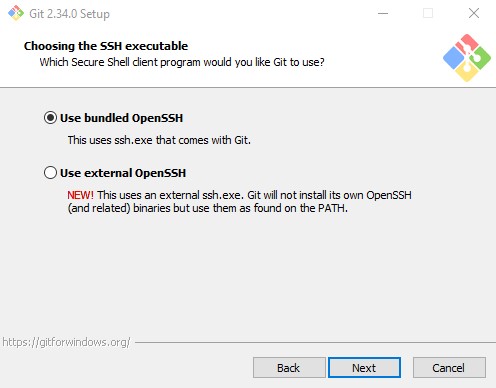 Git 2.34.0 Setup
Choosing the SSH executable
Which Secure Shell client program would you like Git to use?
Use bundled OpenSSH
This uses ssh.exe that comes with Git.
Use external OpenSSH
NEW! This uses an external ssh.exe. Git will not install its own OpenSSH
(and related) binaries but use them as found on the PATH.
https://gitforwindows.org/
Back Next Cancel